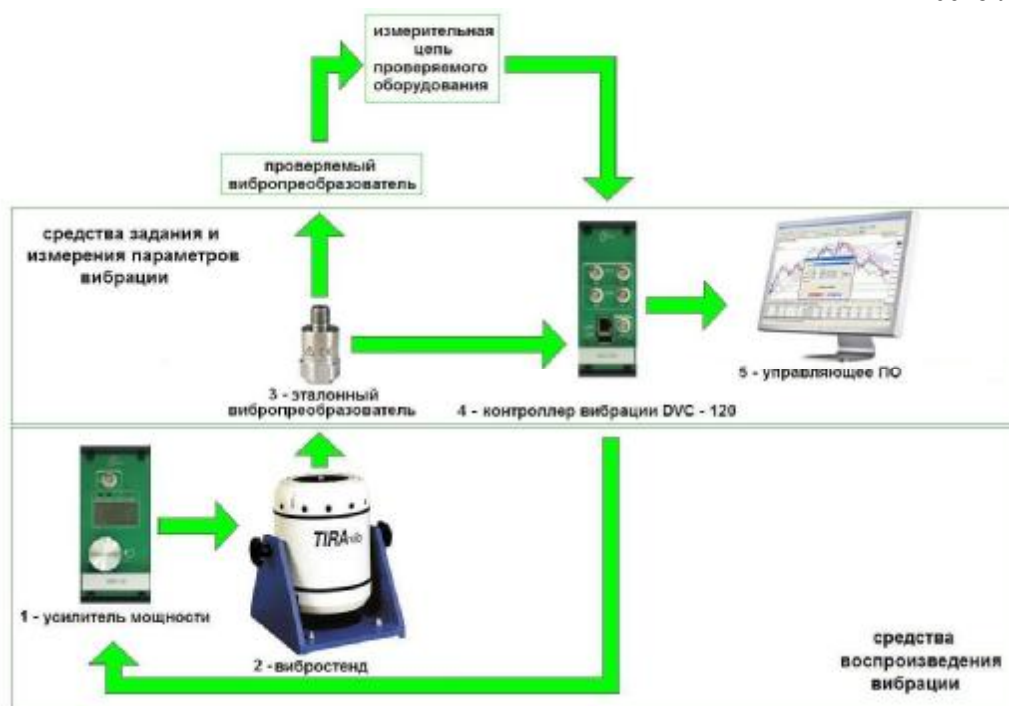 измерительная
цепь
проверяемого
оборудования
проверяемый
вибропреобразователь
средства задания и
измерения параметров
вибрации
3 - эталонный
вибропреобразователь
4 - контроллер вибрации DVC - 120
5 - управляющее ПО
TIRA
1 - усилитель мощности
2 - вибростенд
средства
воспроизведения
вибрации